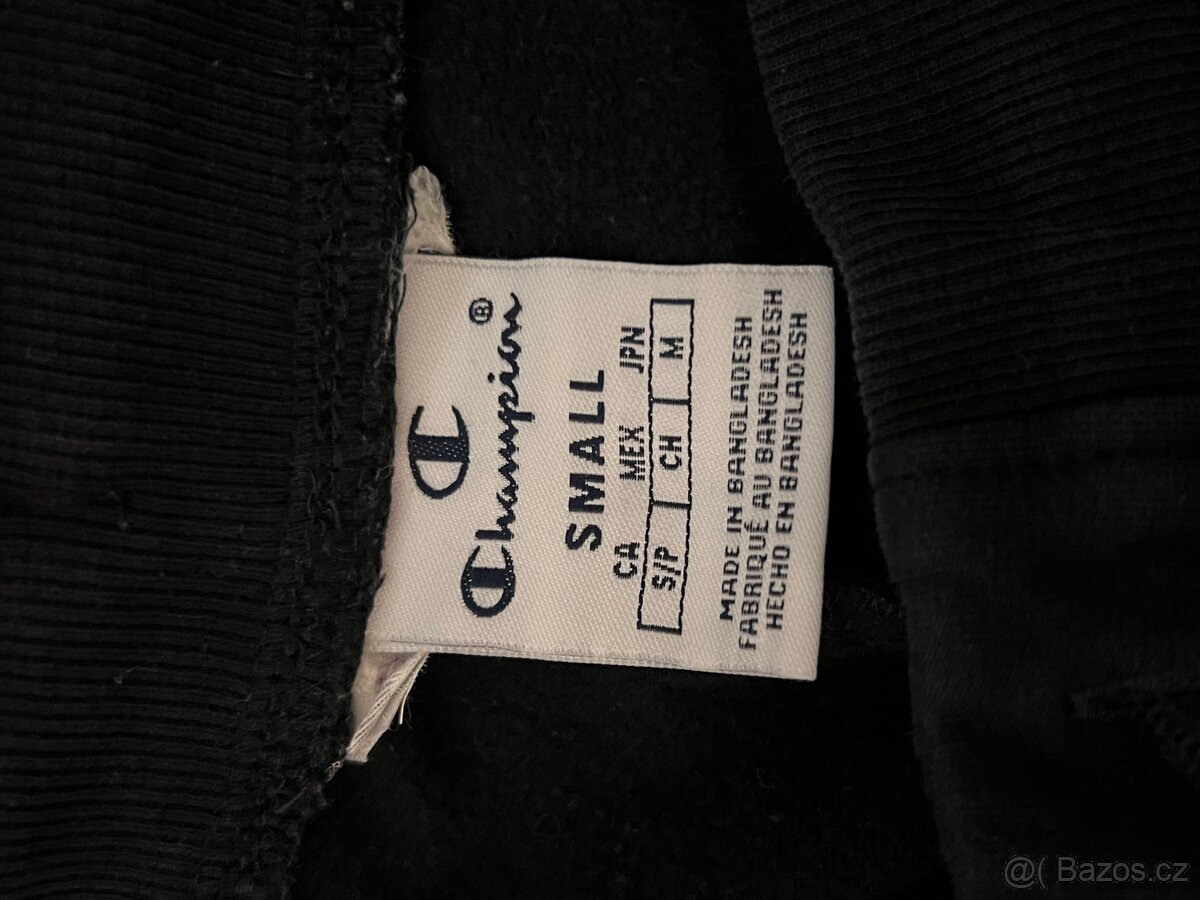 Champion®
SMALL
CA MEX JPN
S/P CH M
MADE IN BANGLADESH
FABRIQUÉ AU BANGLADESH
HECHO EN BANGLADESH
@( Bazos.cz